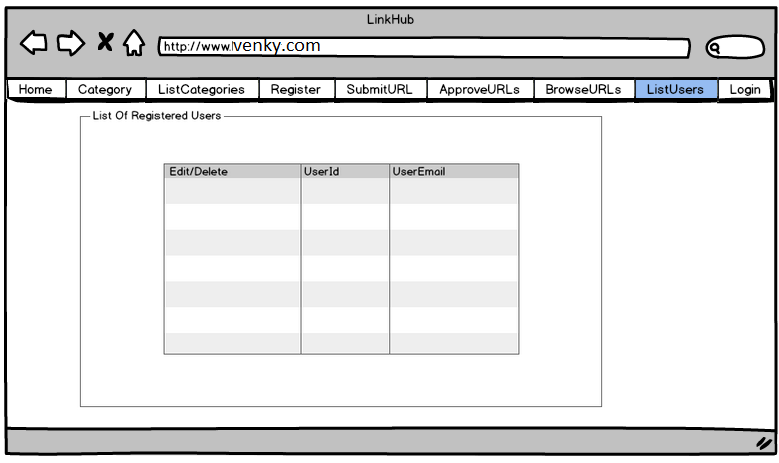 LinkHub
http://www.venky.com
Home Category ListCategories Register SubmitURL ApproveURLs BrowseURLs ListUsers Login
List Of Registered Users
Edit/Delete UserId UserEmail